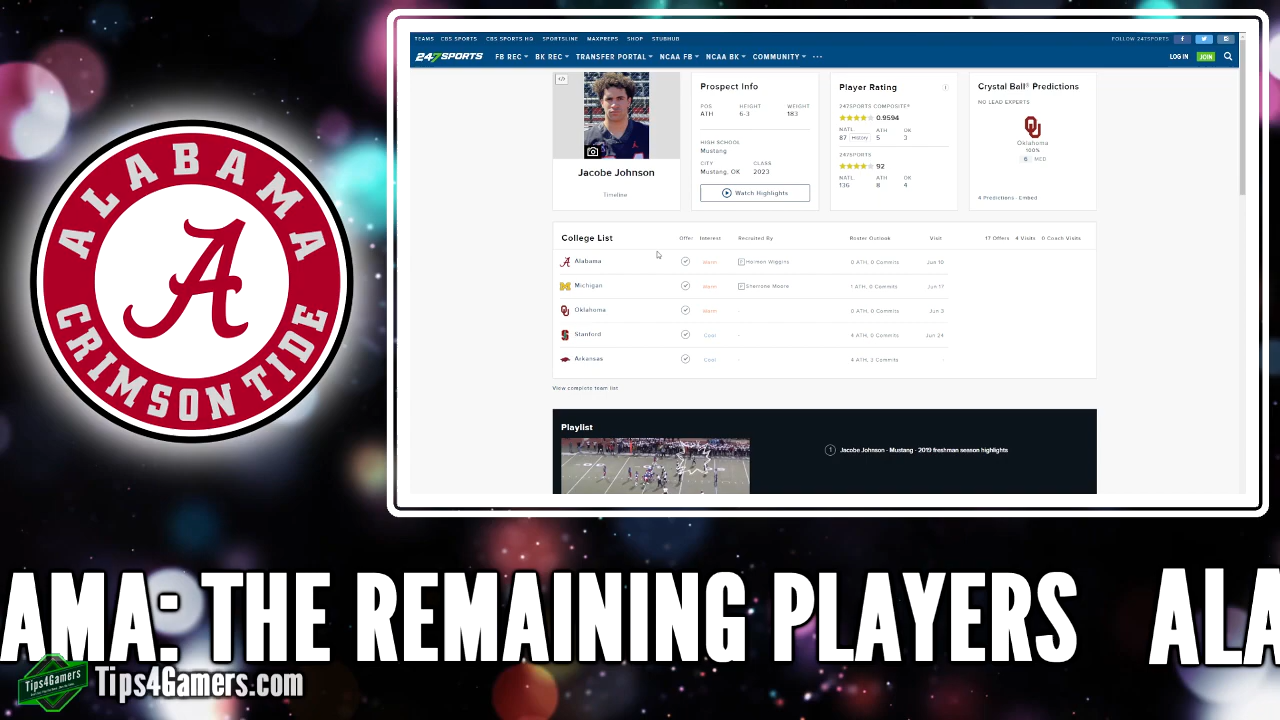 TEAMS CBS SPORTS CBS SPORTS HQ SPORTSLINE MAXPREPS SHOP STUBHUB FOLLOW 247SPORTS
247SPORTS FB REC BK REC TRANSFER PORTAL NCAA FB NCAA BK COMMUNITY ... LOG IN JOIN
Jacobe Johnson
Timeline
Prospect Info
POS HEIGHT WEIGHT
ATH 6-3 183
HIGH SCHOOL
Mustang
CITY CLASS
Mustang, OK 2023
Watch Highlights
Player Rating
247SPORTS COMPOSITE®
0.9594
NATL. ATH OK
87 History 5 3
247SPORTS
92
NATL. ATH OK
136 8 4
Crystal Ball® Predictions
NO LEAD EXPERTS
OU
Oklahoma
100%
6 MED
4 Predictions · Embed
College List Offer Interest Recruited By Roster Outlook Visit 17 Offers 4 Visits 0 Coach Visits
Alabama Warm Holmon Wiggins 0 ATH, 0 Commits Jun 10
Michigan Warm Sherrone Moore 1 ATH, 0 Commits Jun 17
Oklahoma Warm - 0 ATH, 0 Commits Jun 3
Stanford Cool - 4 ATH, 0 Commits Jun 24
Arkansas Cool - 4 ATH, 2 Commits -
View complete team list
Playlist
1 Jacobe Johnson - Mustang - 2019 freshman season highlights
ALABAMA
A
CRIMSON TIDE
AMA: THE REMAINING PLAYERS ALA
Tips4Gamers
Tips4Gamers.com